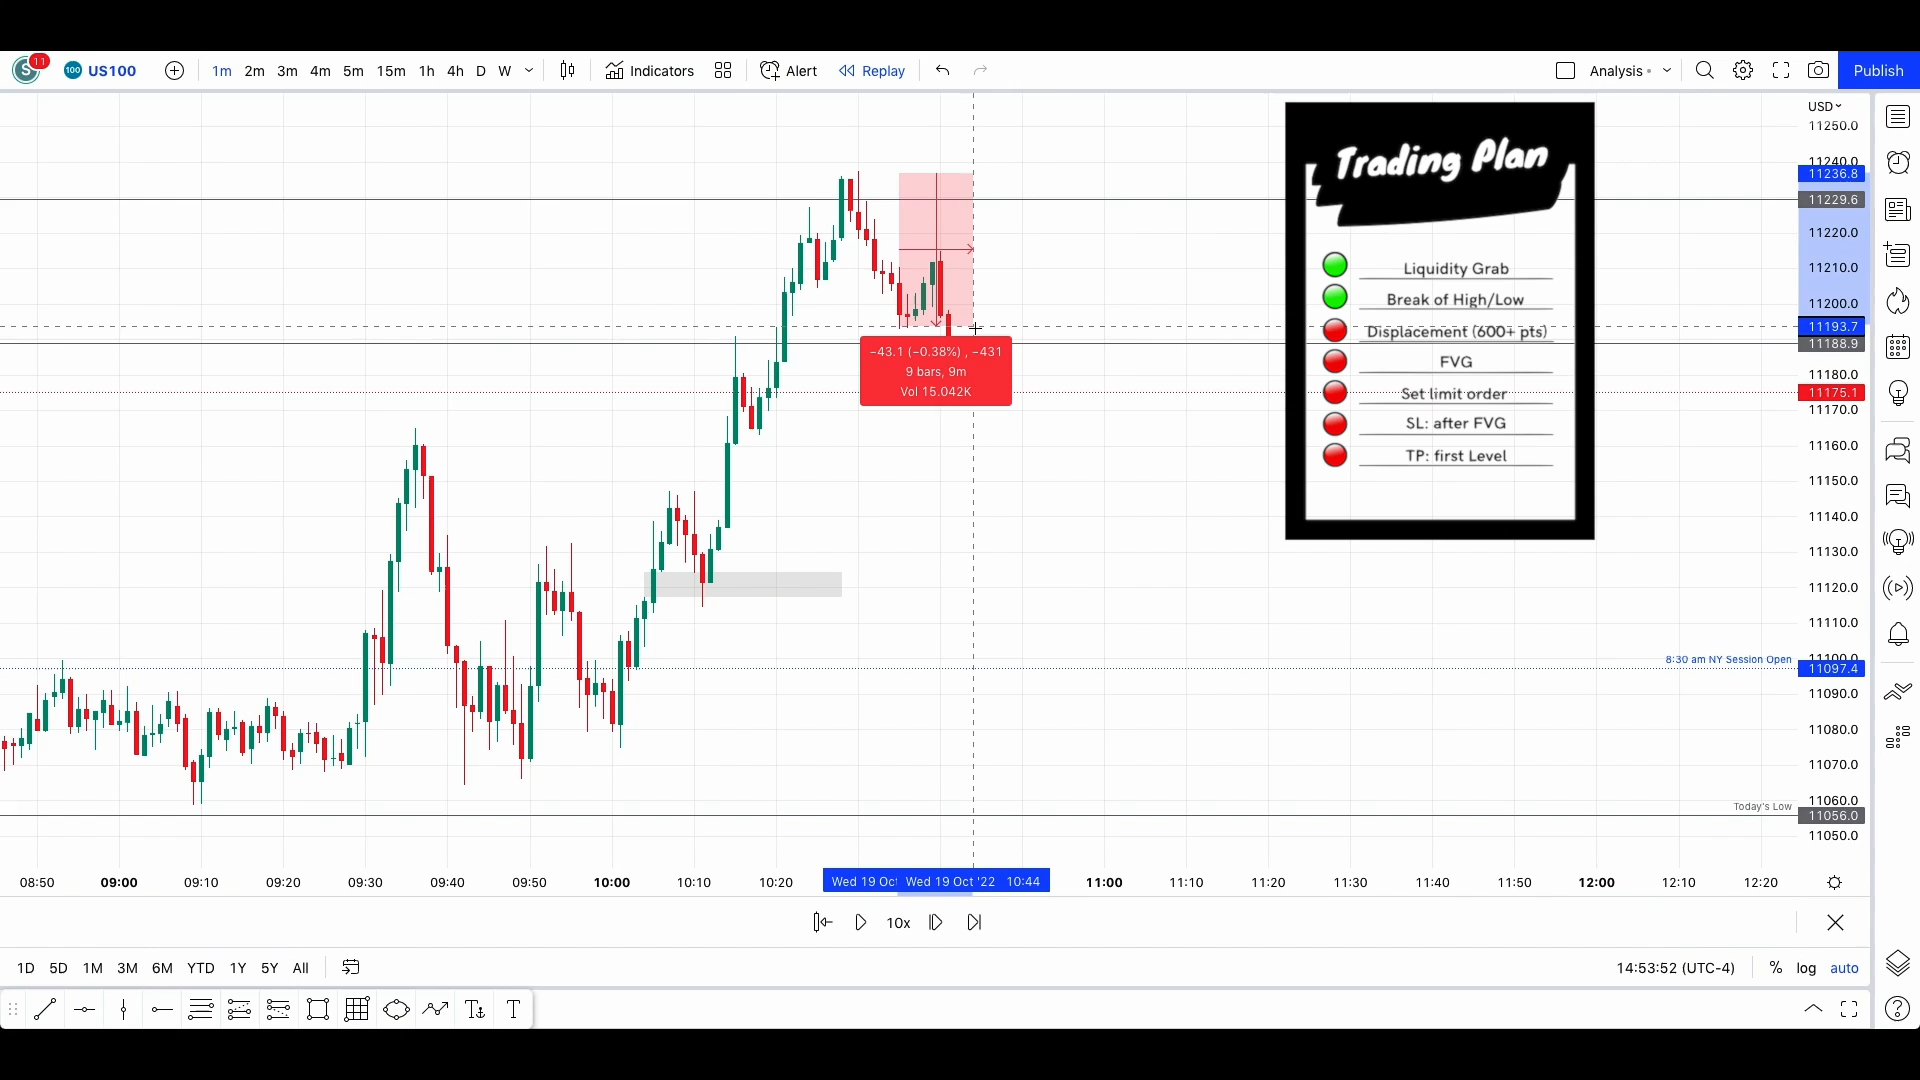 S 11 100 US100 1m 2m 3m 4m 5m 15m 1h 4h D W Indicators Alert Replay Analysis Publish
USD
11250.0
11240.0
11236.8
11229.6
11220.0
11210.0
11200.0
11193.7
11188.9
11180.0
11175.1
11170.0
11160.0
11150.0
11140.0
11130.0
11120.0
11110.0
11100.0
8:30 am NY Session Open 11097.4
11090.0
11080.0
11070.0
11060.0
Today's Low 11056.0
11050.0
Trading Plan
Liquidity Grab
Break of High/Low
Displacement (600+ pts)
FVG
Set limit order
SL: after FVG
TP: first Level
−43.1 (−0.38%) , −431
9 bars, 9m
Vol 15.042K
08:50 09:00 09:10 09:20 09:30 09:40 09:50 10:00 10:10 10:20 Wed 19 Oct Wed 19 Oct '22 10:44 11:00 11:10 11:20 11:30 11:40 11:50 12:00 12:10 12:20
10x
1D 5D 1M 3M 6M YTD 1Y 5Y All 14:53:52 (UTC-4) % log auto
T T